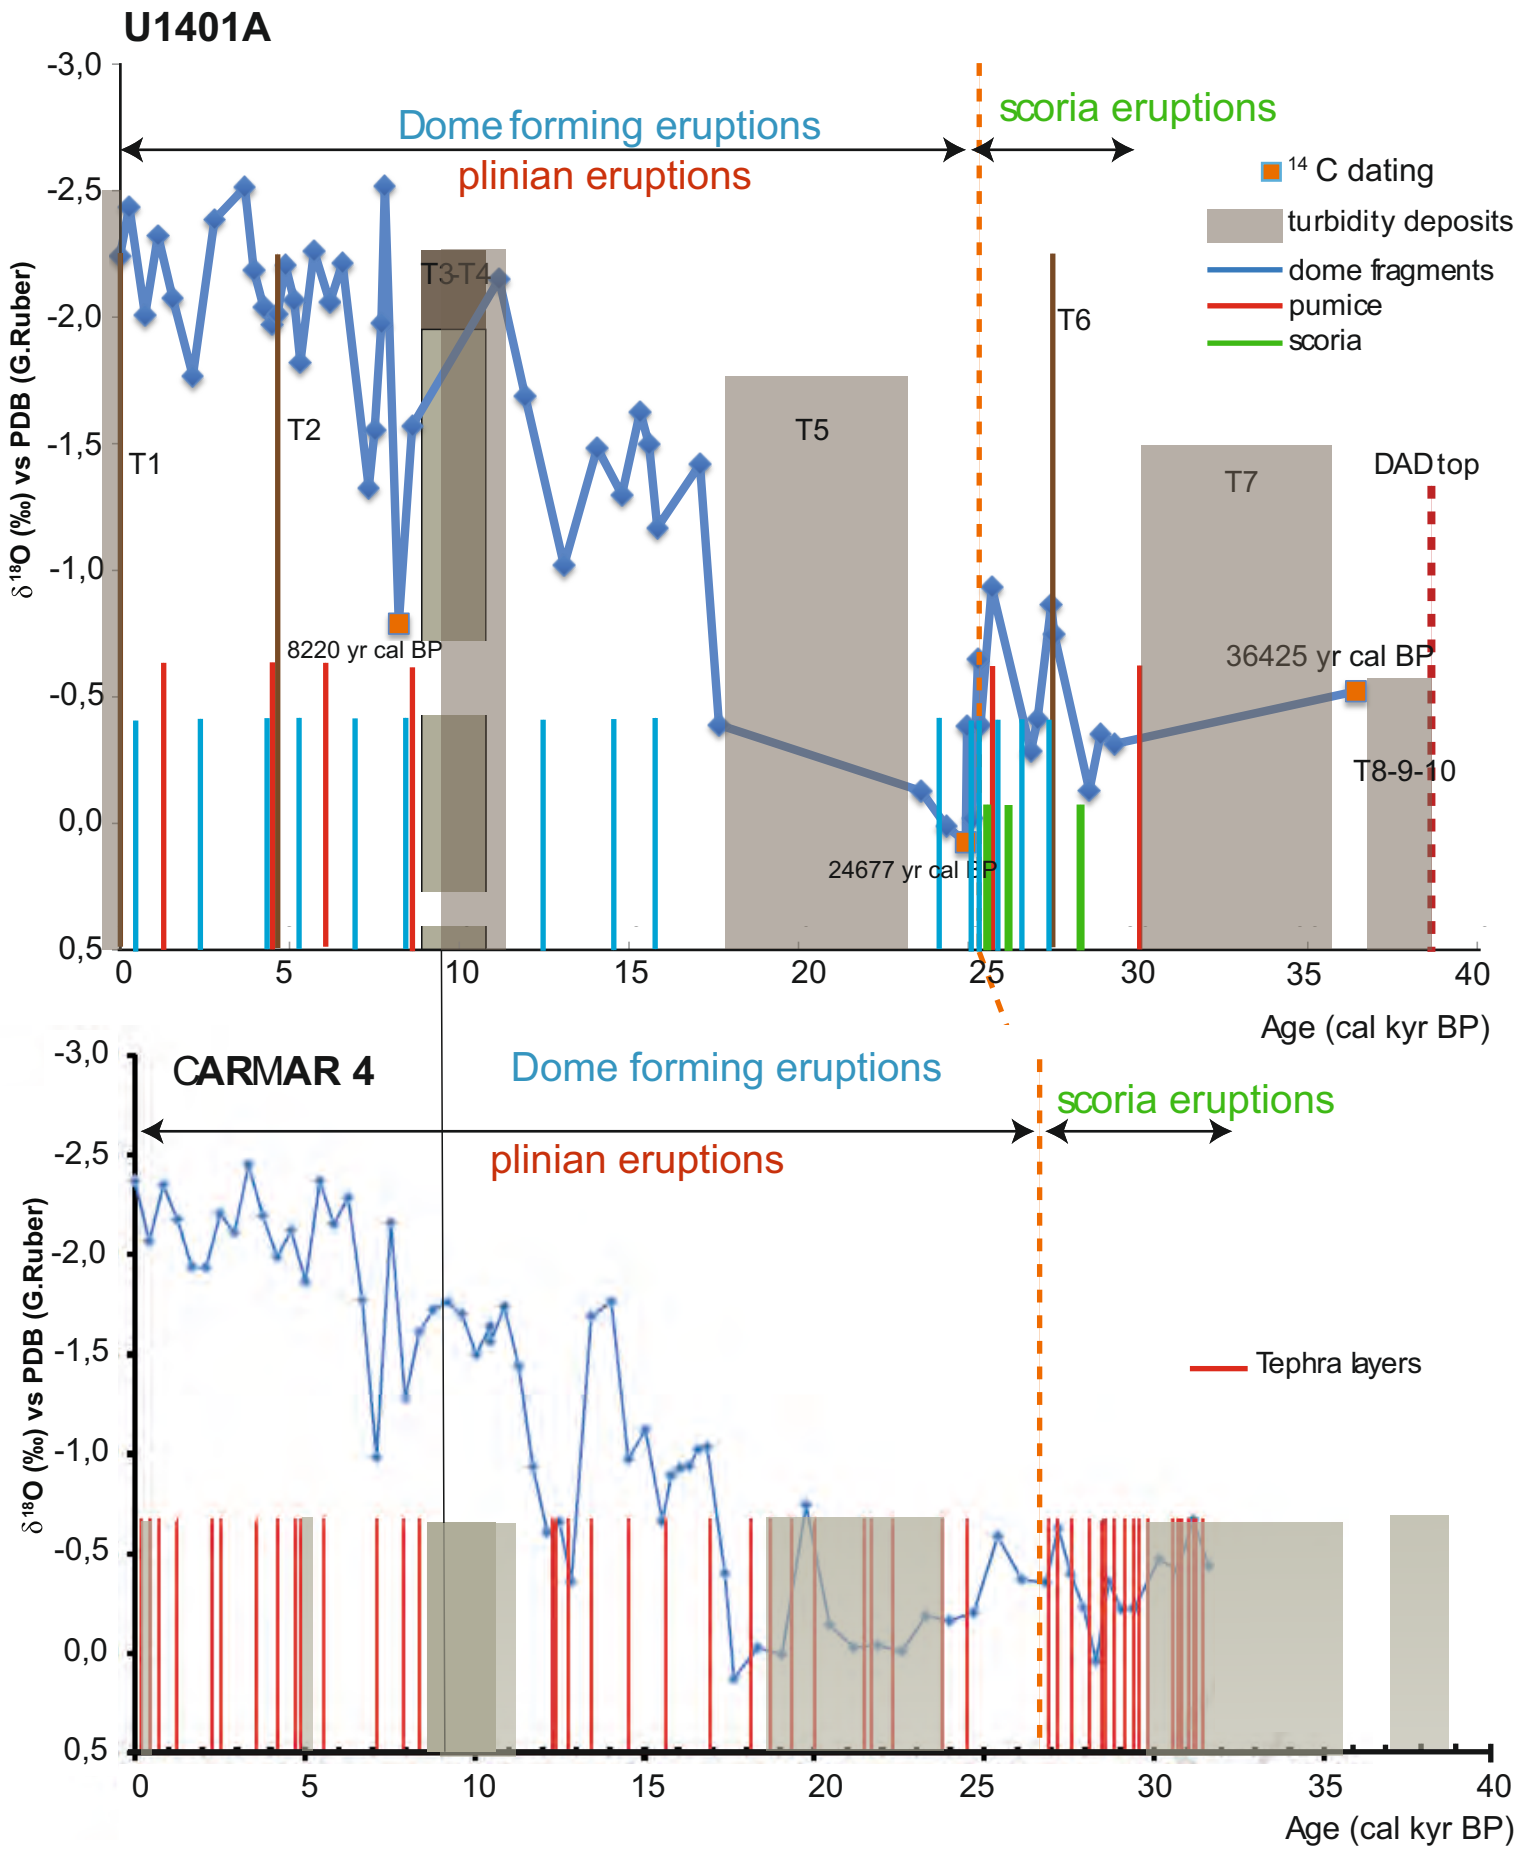 U1401A
-3,0
Dome forming eruptions
scoria eruptions
plinian eruptions
14 C dating
-2,5
turbidity deposits
T3-T4
dome fragments
pumice
scoria
-2,0
T6
T1
T2
T5
-1,5
T7
DAD top
δ18O (‰) vs PDB (G.Ruber)
-1,0
8220 yr cal BP
36425 yr cal BP
-0,5
T8-9-10
0,0
24677 yr cal BP
0,5
0 5 10 15 20 25 30 35 40
Age (cal kyr BP)
-3,0
CARMAR 4
Dome forming eruptions
scoria eruptions
-2,5
plinian eruptions
-2,0
δ18O (‰) vs PDB (G.Ruber)
-1,5
Tephra layers
-1,0
-0,5
0,0
0,5
0 5 10 15 20 25 30 35 40
Age (cal kyr BP)